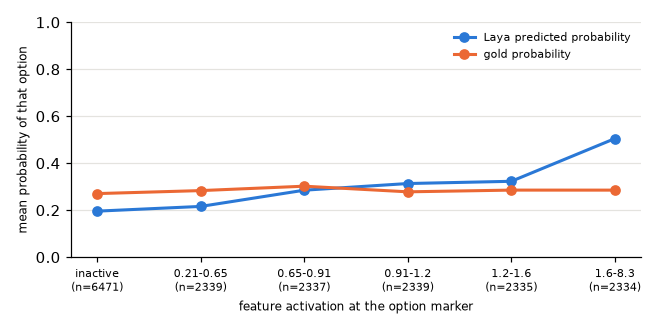 1.0
0.8
0.6
0.4
0.2
0.0
mean probability of that option
Laya predicted probability
gold probability
inactive
(n=6471)
0.21-0.65
(n=2339)
0.65-0.91
(n=2337)
0.91-1.2
(n=2339)
1.2-1.6
(n=2335)
1.6-8.3
(n=2334)
feature activation at the option marker